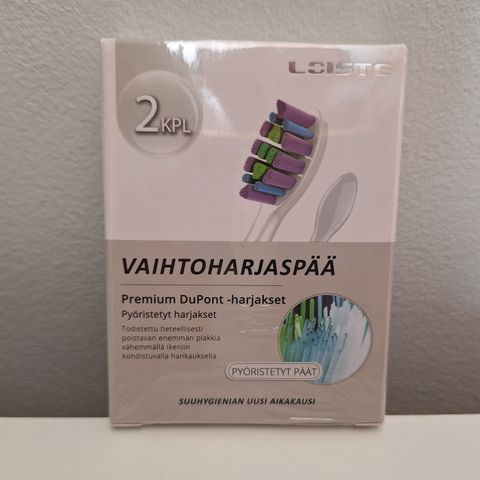 LOISTE
2 KPL
VAIHTOHARJASPÄÄ
Premium DuPont -harjakset
Pyöristetyt harjakset
Todistettu tieteellisesti
poistavan enemmän plakkia
vähemmällä ikeniin
kohdistuvalla hankauksella
PYÖRISTETYT PÄÄT
SUUHYGIENIAN UUSI AIKAKAUSI